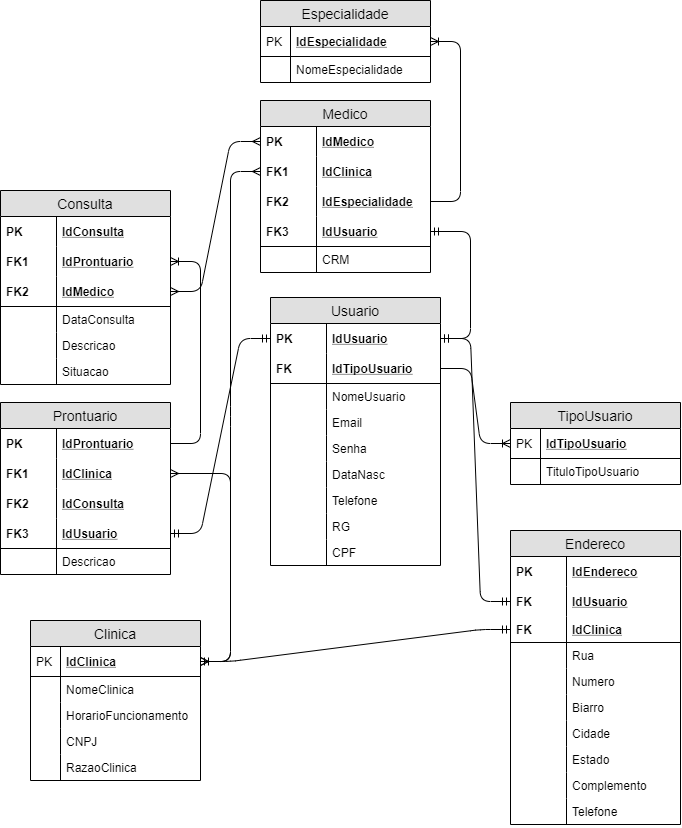 Especialidade
PK IdEspecialidade
NomeEspecialidade
Medico
PK IdMedico
FK1 IdClinica
FK2 IdEspecialidade
FK3 IdUsuario
CRM
Consulta
PK IdConsulta
FK1 IdProntuario
FK2 IdMedico
DataConsulta
Descricao
Situacao
Usuario
PK IdUsuario
FK IdTipoUsuario
NomeUsuario
Email
Senha
DataNasc
Telefone
RG
CPF
Prontuario
PK IdProntuario
FK1 IdClinica
FK2 IdConsulta
FK3 IdUsuario
Descricao
TipoUsuario
PK IdTipoUsuario
TituloTipoUsuario
Endereco
PK IdEndereco
FK IdUsuario
FK IdClinica
Rua
Numero
Biarro
Cidade
Estado
Complemento
Telefone
Clinica
PK IdClinica
NomeClinica
HorarioFuncionamento
CNPJ
RazaoClinica